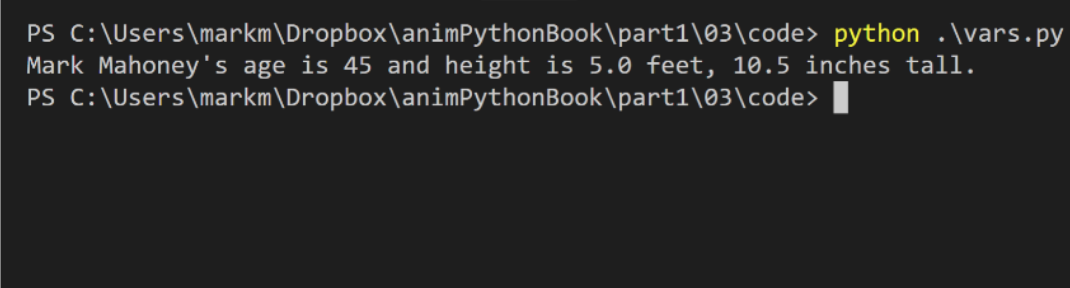 PS C:\Users\markm\Dropbox\animPythonBook\part1\03\code> python .\vars.py
Mark Mahoney's age is 45 and height is 5.0 feet, 10.5 inches tall.
PS C:\Users\markm\Dropbox\animPythonBook\part1\03\code>